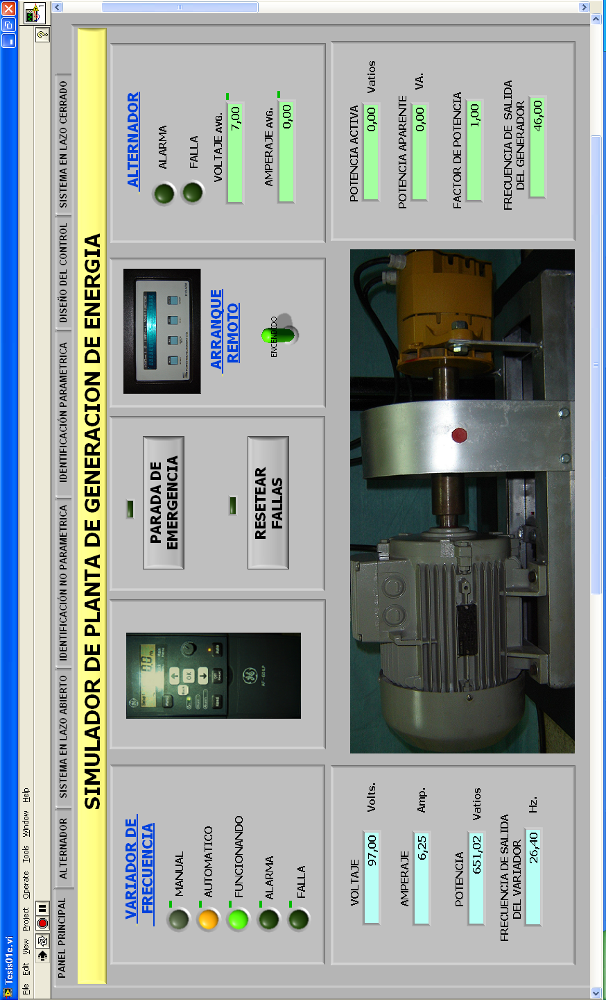 Tesis01e.vi
File Edit View Project Operate Tools Window Help
PANEL PRINCIPAL
ALTERNADOR
SISTEMA EN LAZO ABIERTO
IDENTIFICACIÓN NO PARAMETRICA
IDENTIFICACIÓN PARAMETRICA
DISEÑO DEL CONTROL
SISTEMA EN LAZO CERRADO
SIMULADOR DE PLANTA DE GENERACION DE ENERGIA
VARIADOR DE
FRECUENCIA
MANUAL
AUTOMATICO
FUNCIONANDO
ALARMA
FALLA
OK
AF-60 LP
PARADA DE
EMERGENCIA
RESETEAR
FALLAS
ARRANQUE
REMOTO
ENCENDIDO
ALTERNADOR
ALARMA
FALLA
VOLTAJE AVG.
7,00
AMPERAJE AVG.
0,00
VOLTAJE
97,00 Volts.
AMPERAJE
6,25 Amp.
POTENCIA
651,02 Vatios
FRECUENCIA DE SALIDA
DEL VARIADOR
26,40 Hz.
POTENCIA ACTIVA
0,00 Vatios
POTENCIA APARENTE
0,00 VA.
FACTOR DE POTENCIA
1,00
FRECUENCIA DE SALIDA
DEL GENERADOR
46,00